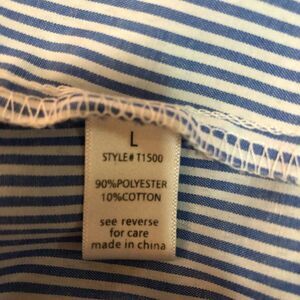 L
STYLE# T1500
90%POLYESTER
10%COTTON
see reverse
for care
made in china